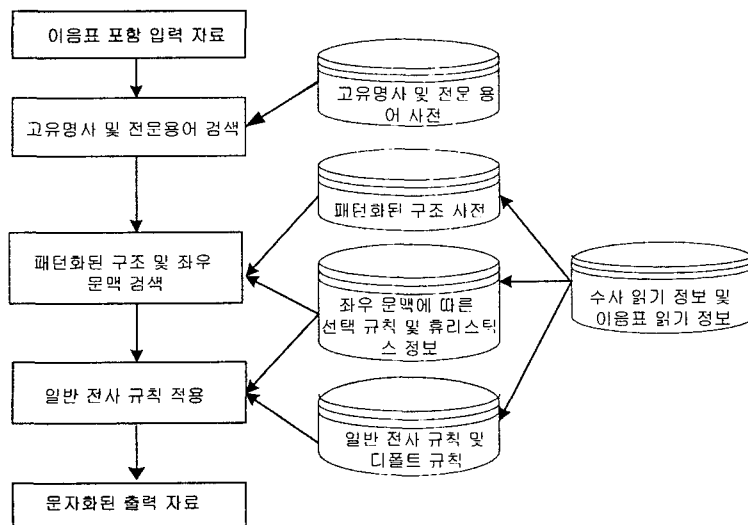 이음표 포함 입력 자료
고유명사 및 전문용어 검색
고유명사 및 전문 용
어 사전
패턴화된 구조 사전
패턴화된 구조 및 좌우
문맥 검색
좌우 문맥에 따른
선택 규칙 및 휴리스틱
스 정보
수사 읽기 정보 및
이음표 읽기 정보
일반 전사 규칙 적용
일반 전사 규칙 및
디폴트 규칙
문자화된 출력 자료